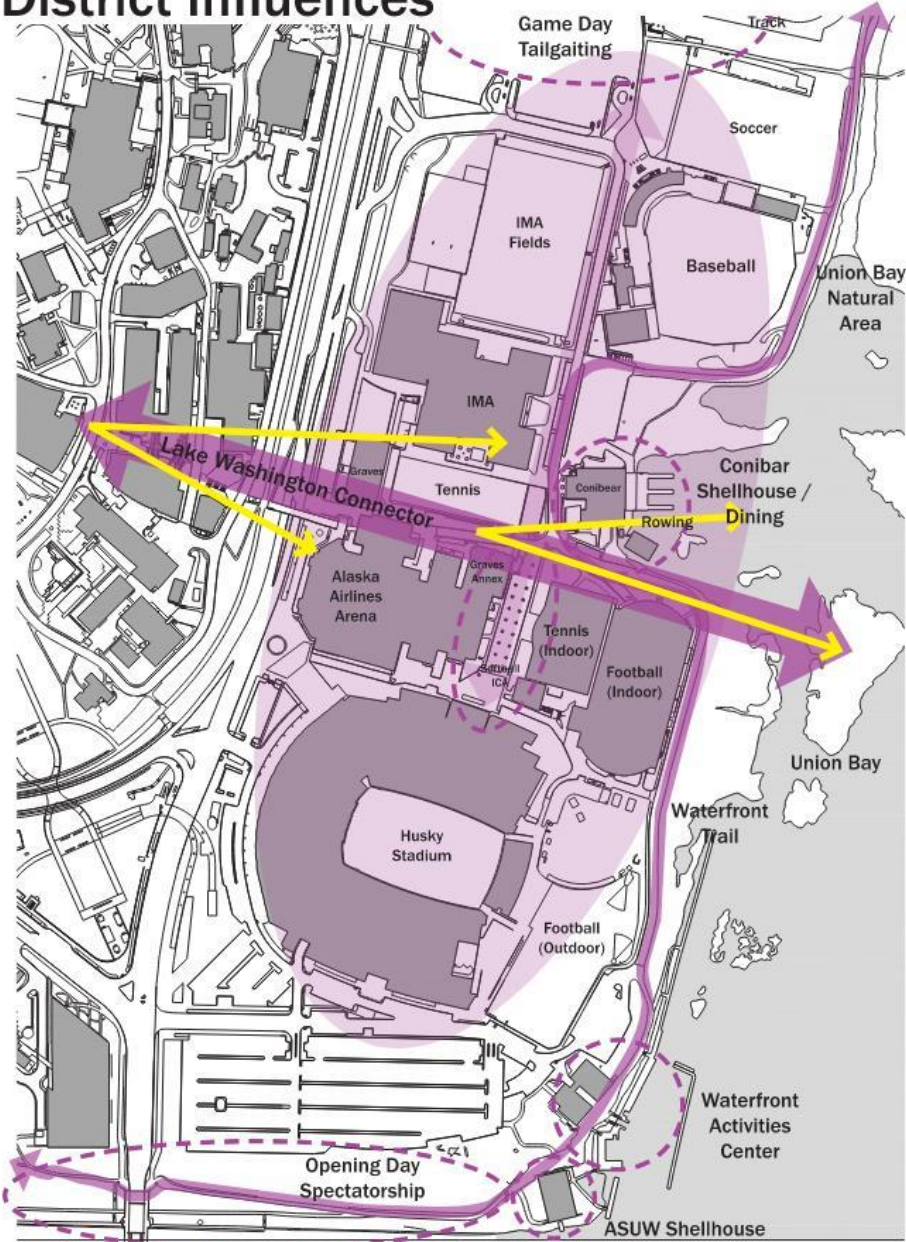 District Influences
Game Day
Tailgaiting
Track
Soccer
IMA
Fields
Baseball
Union Bay
Natural
Area
IMA
Lake Washington Connector
Graves
Tennis
Conibear
Conibar
Shellhouse /
Dining
Rowing
Graves
Annex
Alaska
Airlines
Arena
Tennis
(Indoor)
Softball
ICA
Football
(Indoor)
Union Bay
Waterfront
Trail
Husky
Stadium
Football
(Outdoor)
Waterfront
Activities
Center
Opening Day
Spectatorship
ASUW Shellhouse